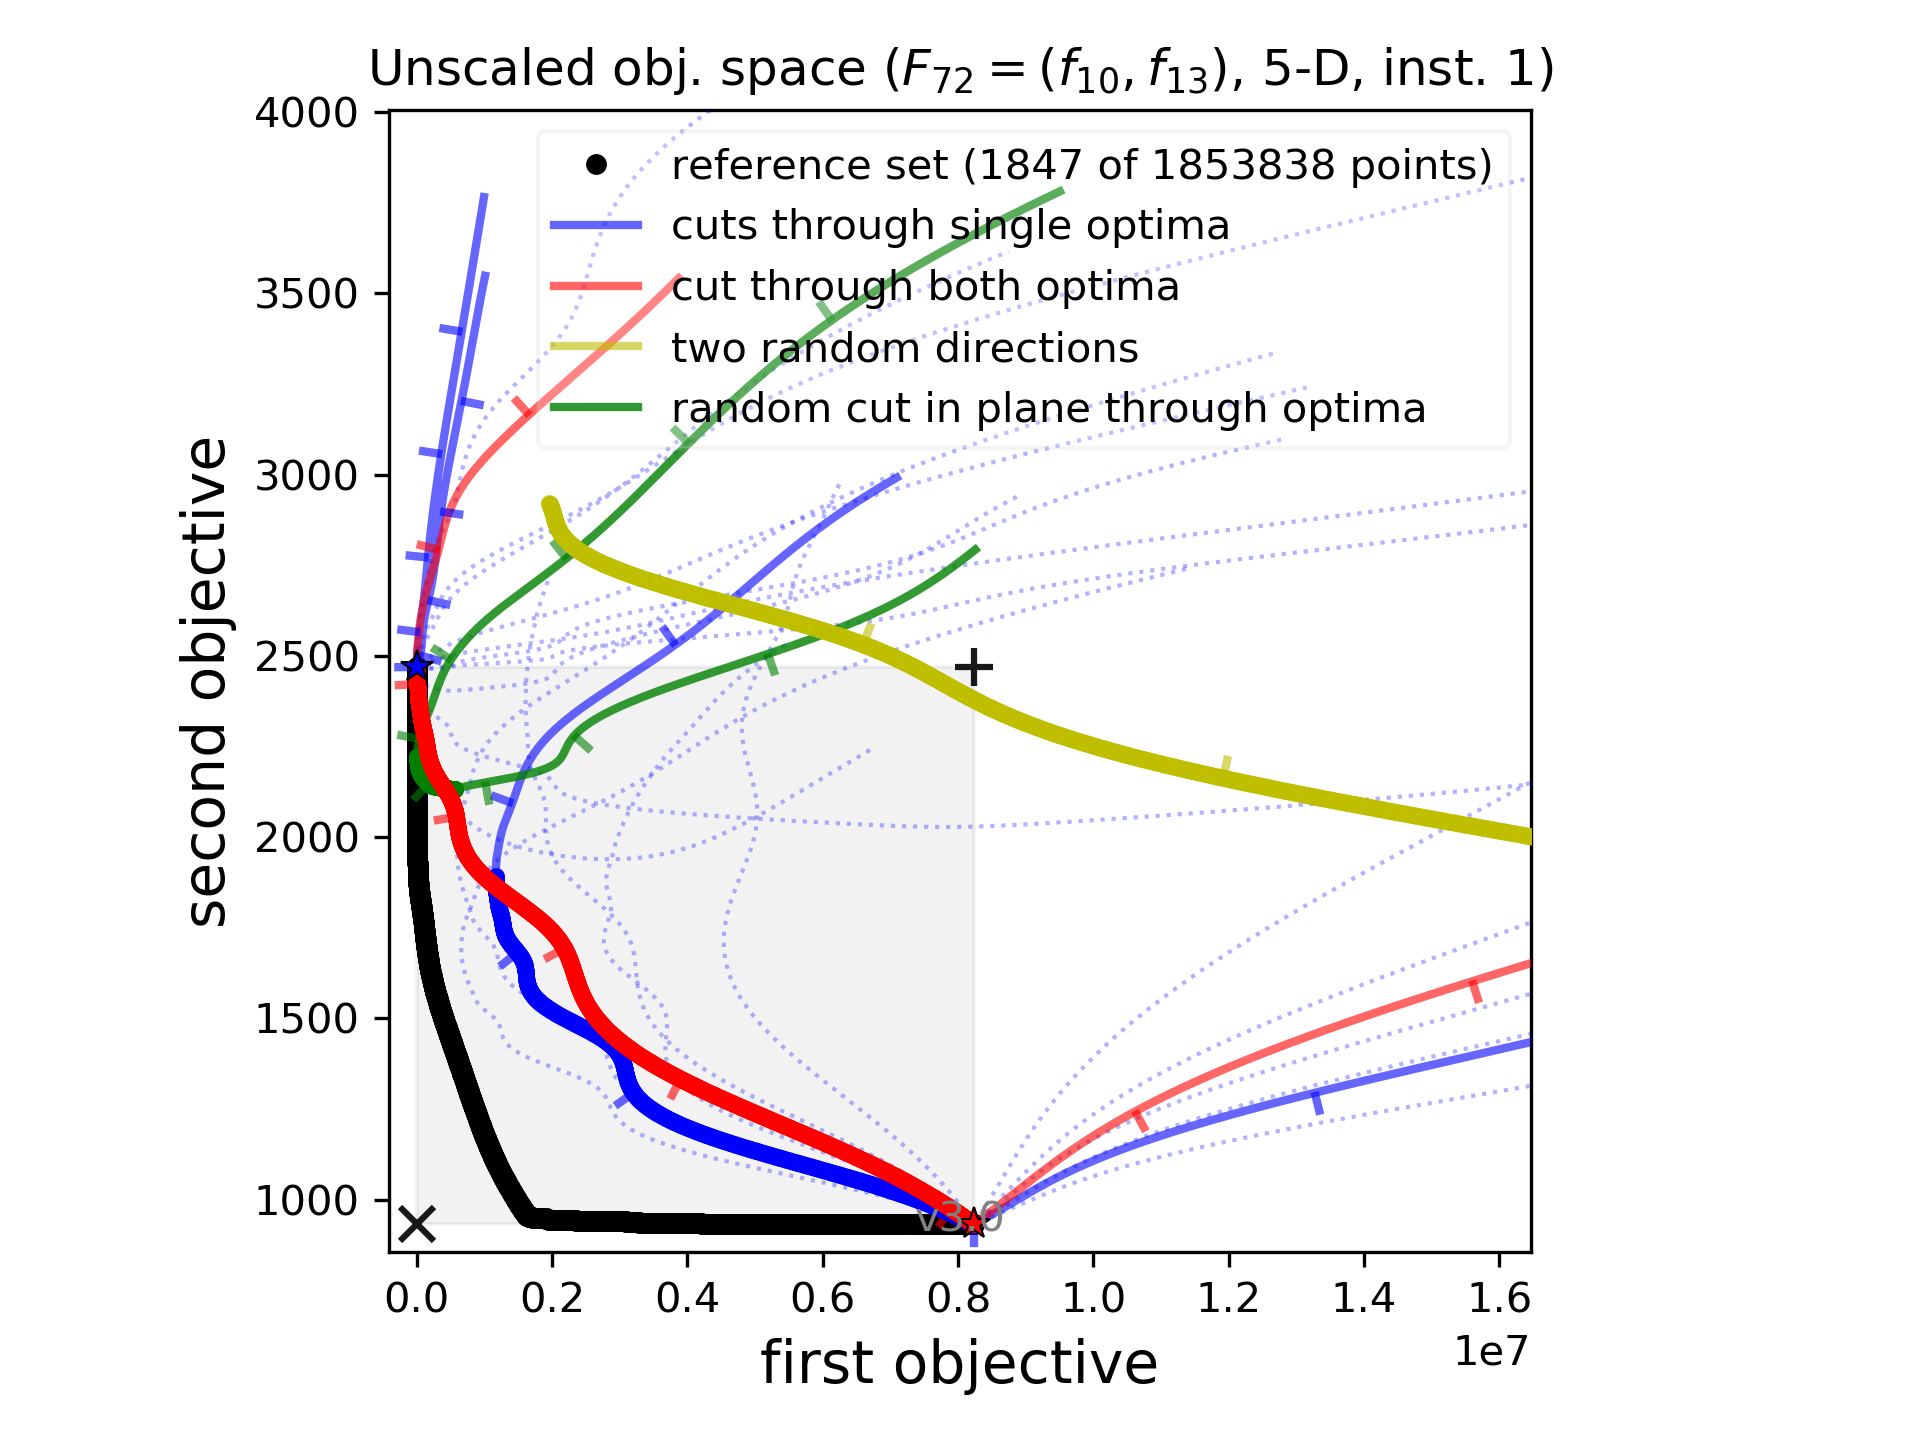 Unscaled obj. space (F72 = (f10, f13), 5-D, inst. 1)
reference set (1847 of 1853838 points)
cuts through single optima
cut through both optima
two random directions
random cut in plane through optima
second objective
4000
3500
3000
2500
2000
1500
1000
v3.0
0.0 0.2 0.4 0.6 0.8 1.0 1.2 1.4 1.6
1e7
first objective